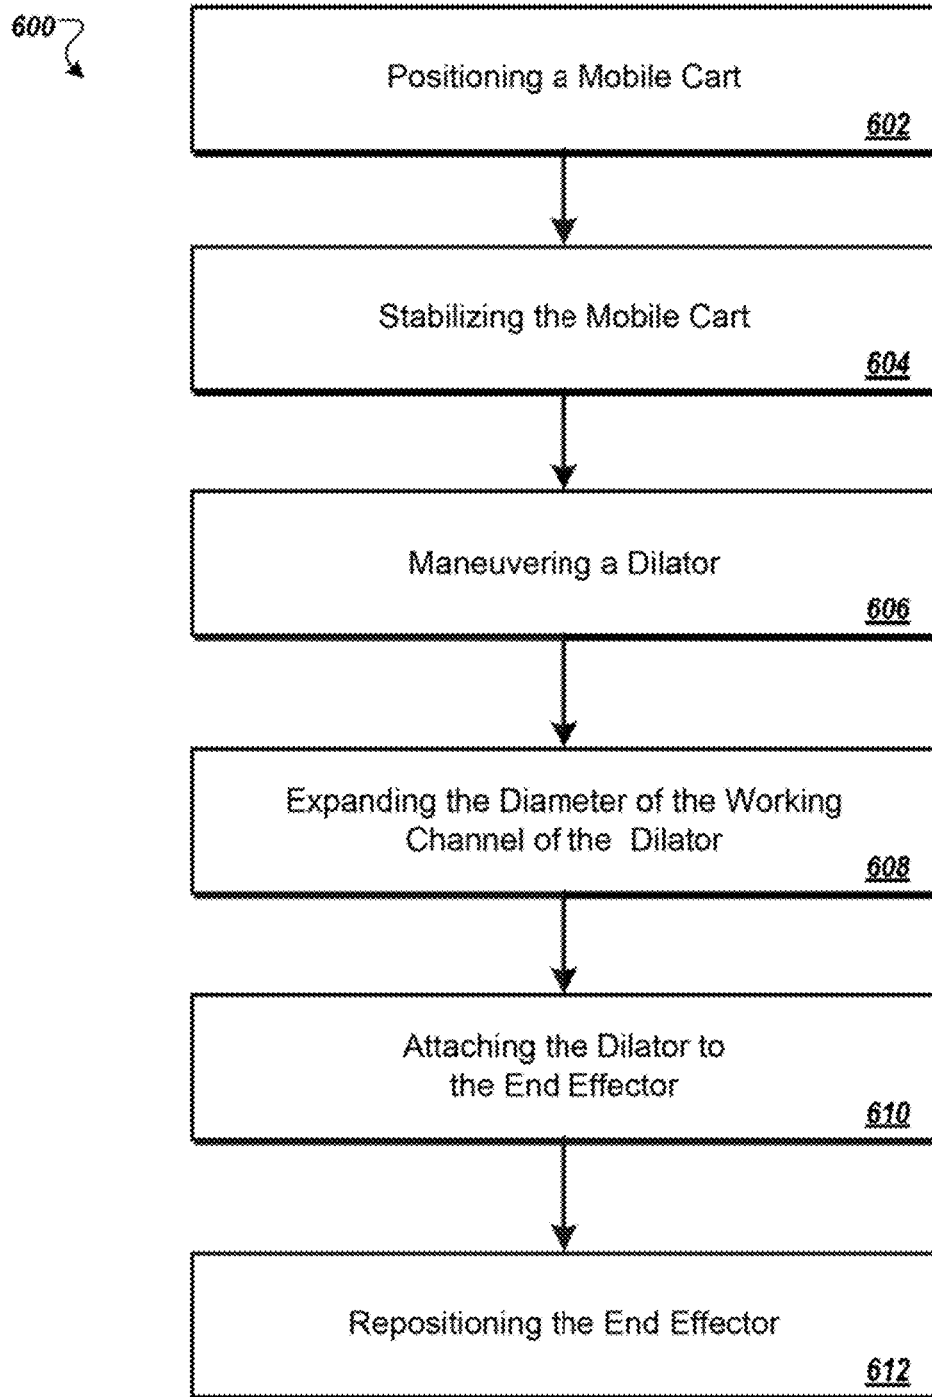 600
Positioning a Mobile Cart
602
Stabilizing the Mobile Cart
604
Maneuvering a Dilator
606
Expanding the Diameter of the Working
Channel of the Dilator
608
Attaching the Dilator to
the End Effector
610
Repositioning the End Effector
612